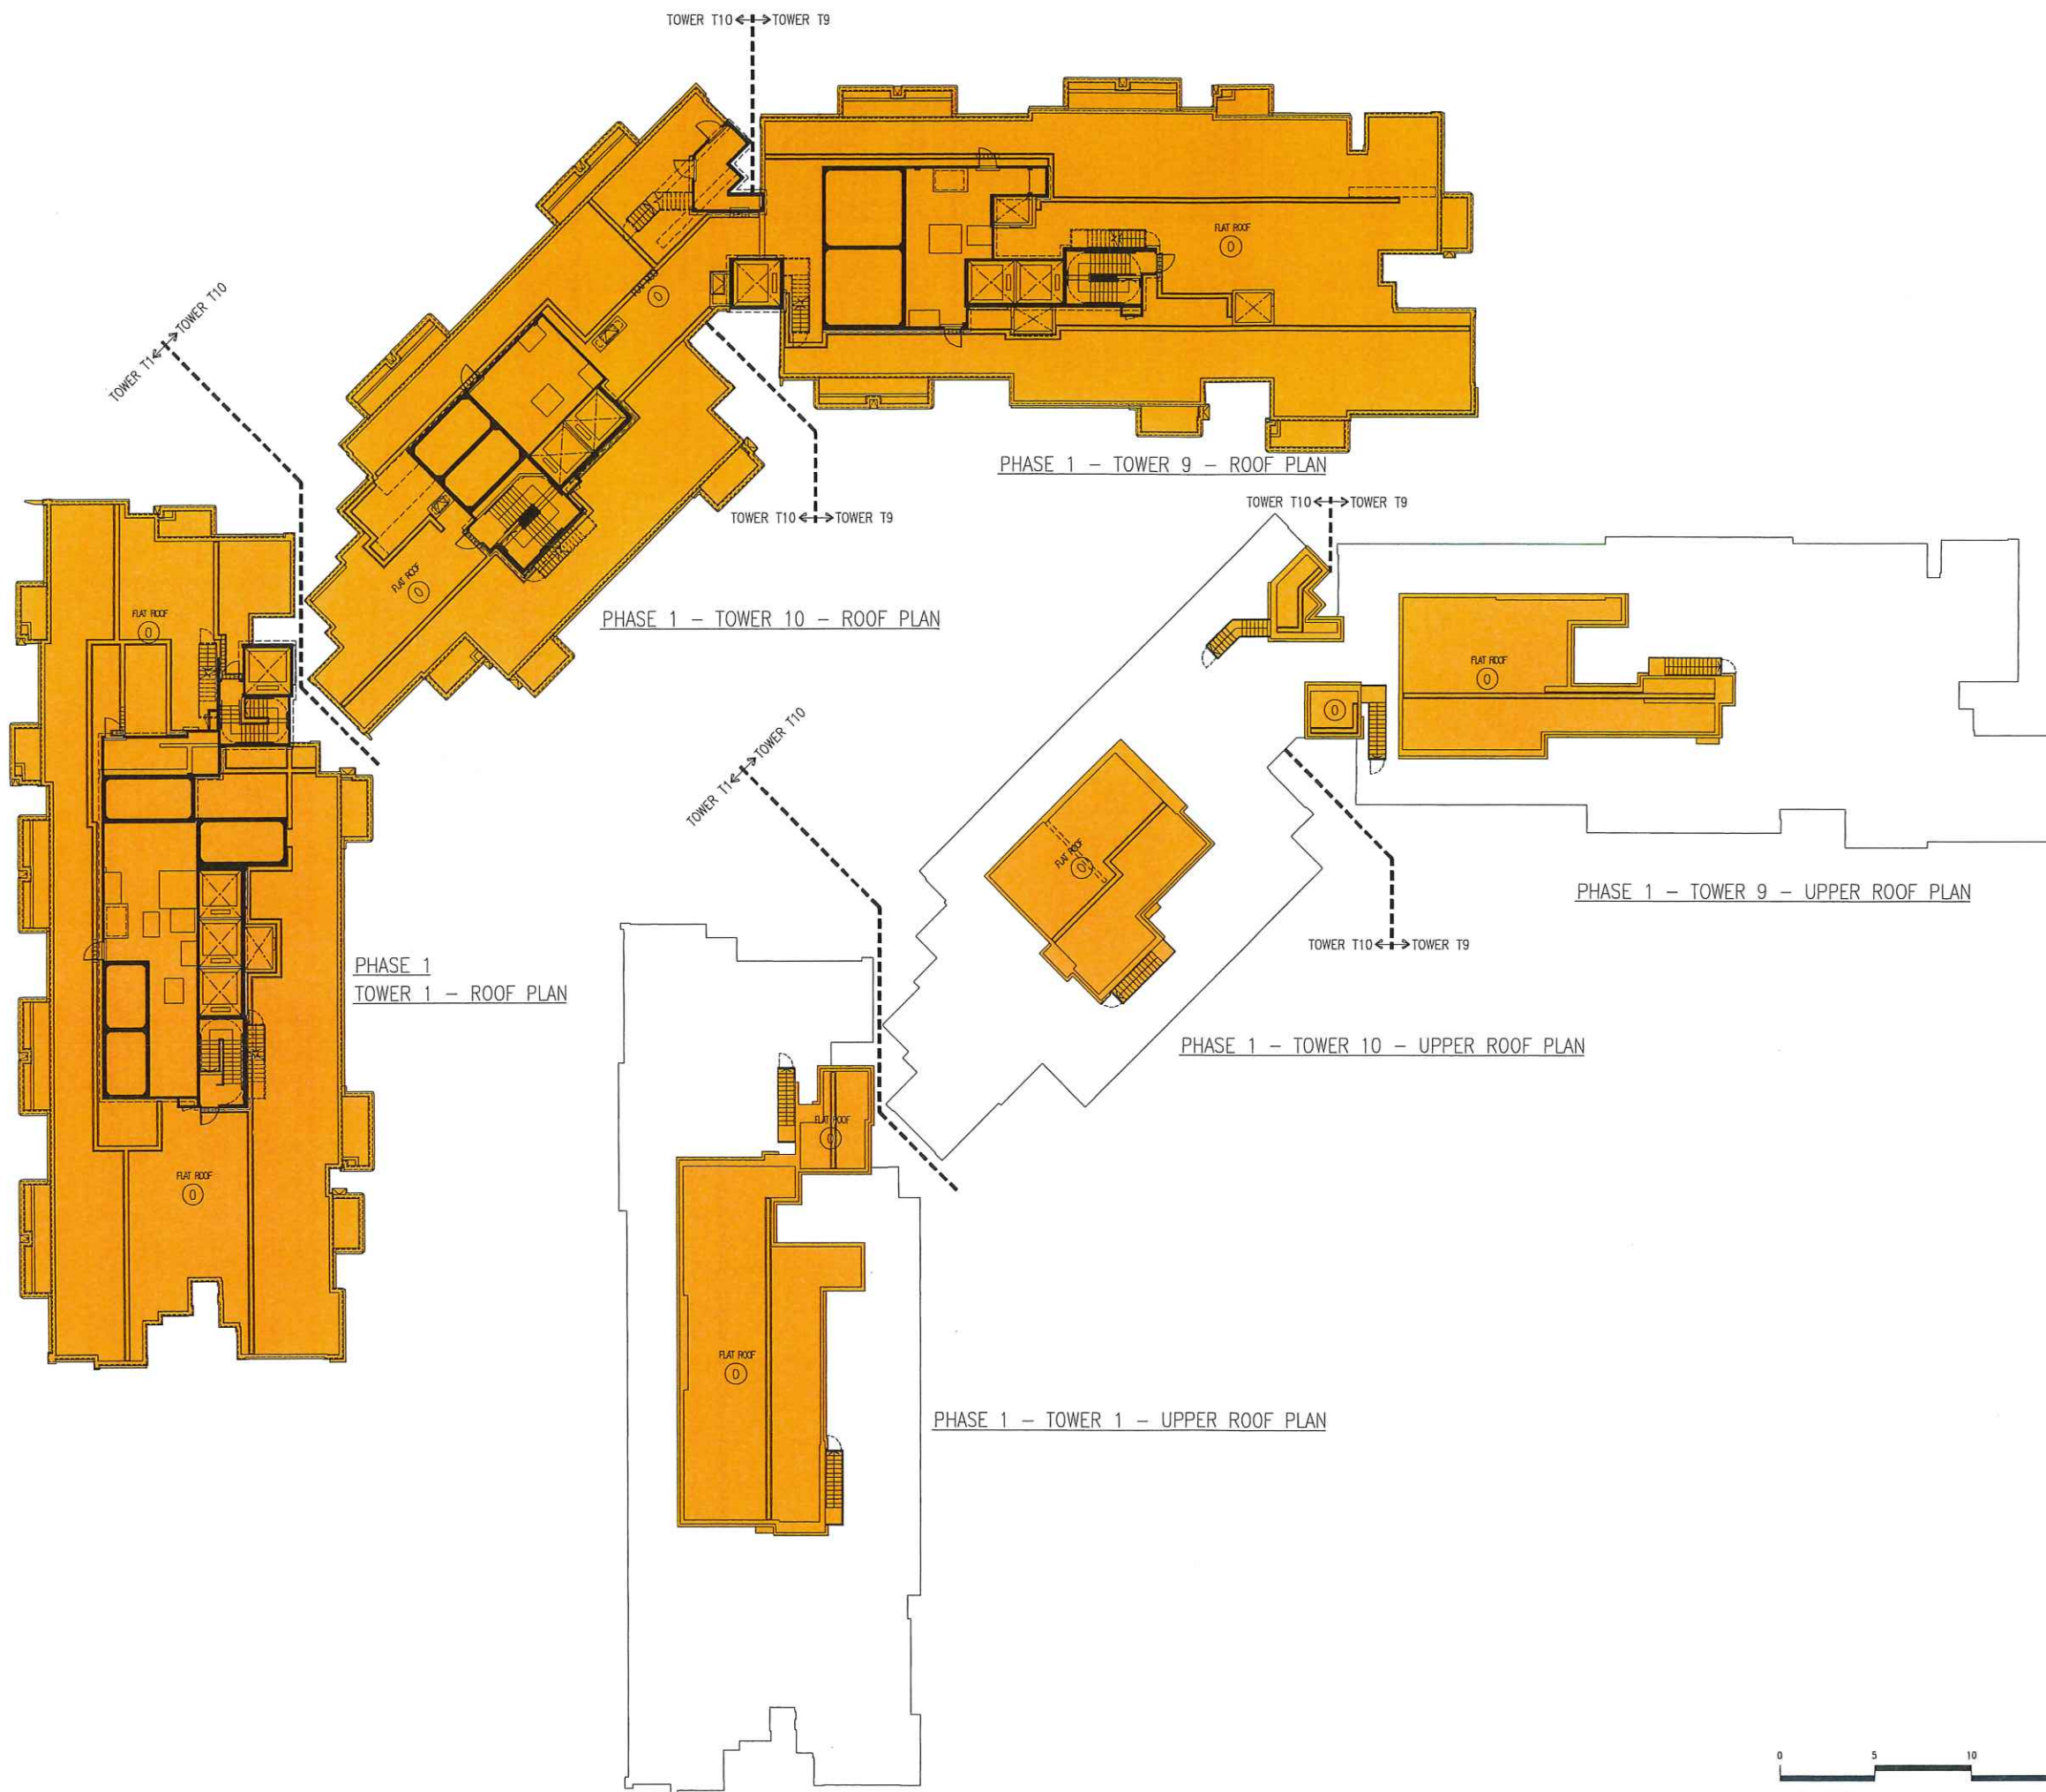 TOWER T10 TOWER T9
FLAT ROOF
0
0
PHASE 1 - TOWER 9 - ROOF PLAN
TOWER T1 TOWER T10
TOWER T10 TOWER T9
TOWER T10 TOWER T9
FLAT ROOF
0
PHASE 1 - TOWER 10 - ROOF PLAN
FLAT ROOF
0
FLAT ROOF
0
0
TOWER T1 TOWER T10
FLAT ROOF
0
PHASE 1 - TOWER 9 - UPPER ROOF PLAN
TOWER T10 TOWER T9
PHASE 1
TOWER 1 - ROOF PLAN
PHASE 1 - TOWER 10 - UPPER ROOF PLAN
FLAT ROOF
0
FLAT ROOF
0
FLAT ROOF
0
PHASE 1 - TOWER 1 - UPPER ROOF PLAN
0 5 10